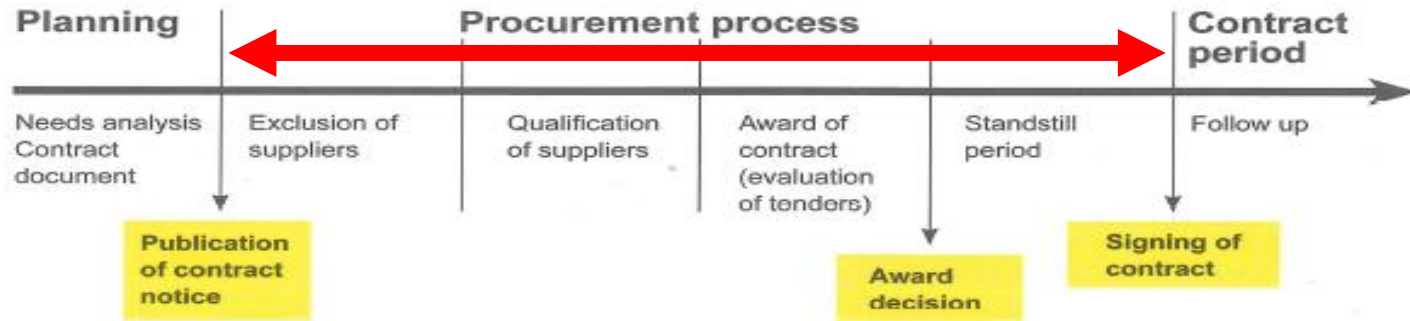 Planning
Procurement process
Contract
period
Needs analysis
Contract
document
Exclusion of
suppliers
Qualification
of suppliers
Award of
contract
(evaluation
of tenders)
Standstill
period
Follow up
Publication
of contract
notice
Award
decision
Signing of
contract